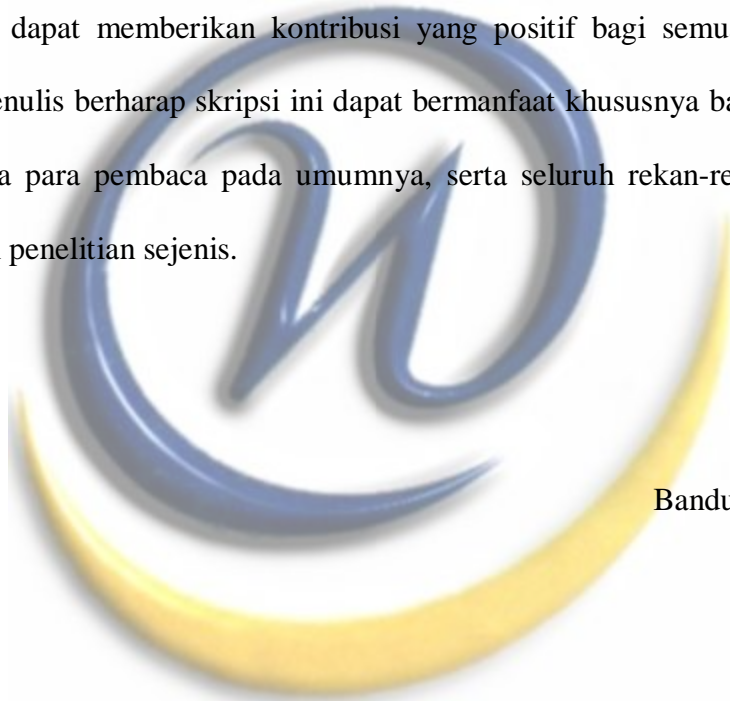 dapat memberikan kontribusi yang positif bagi semu
enulis berharap skripsi ini dapat bermanfaat khususnya ba
a para pembaca pada umumnya, serta seluruh rekan-re
penelitian sejenis.
Bandu